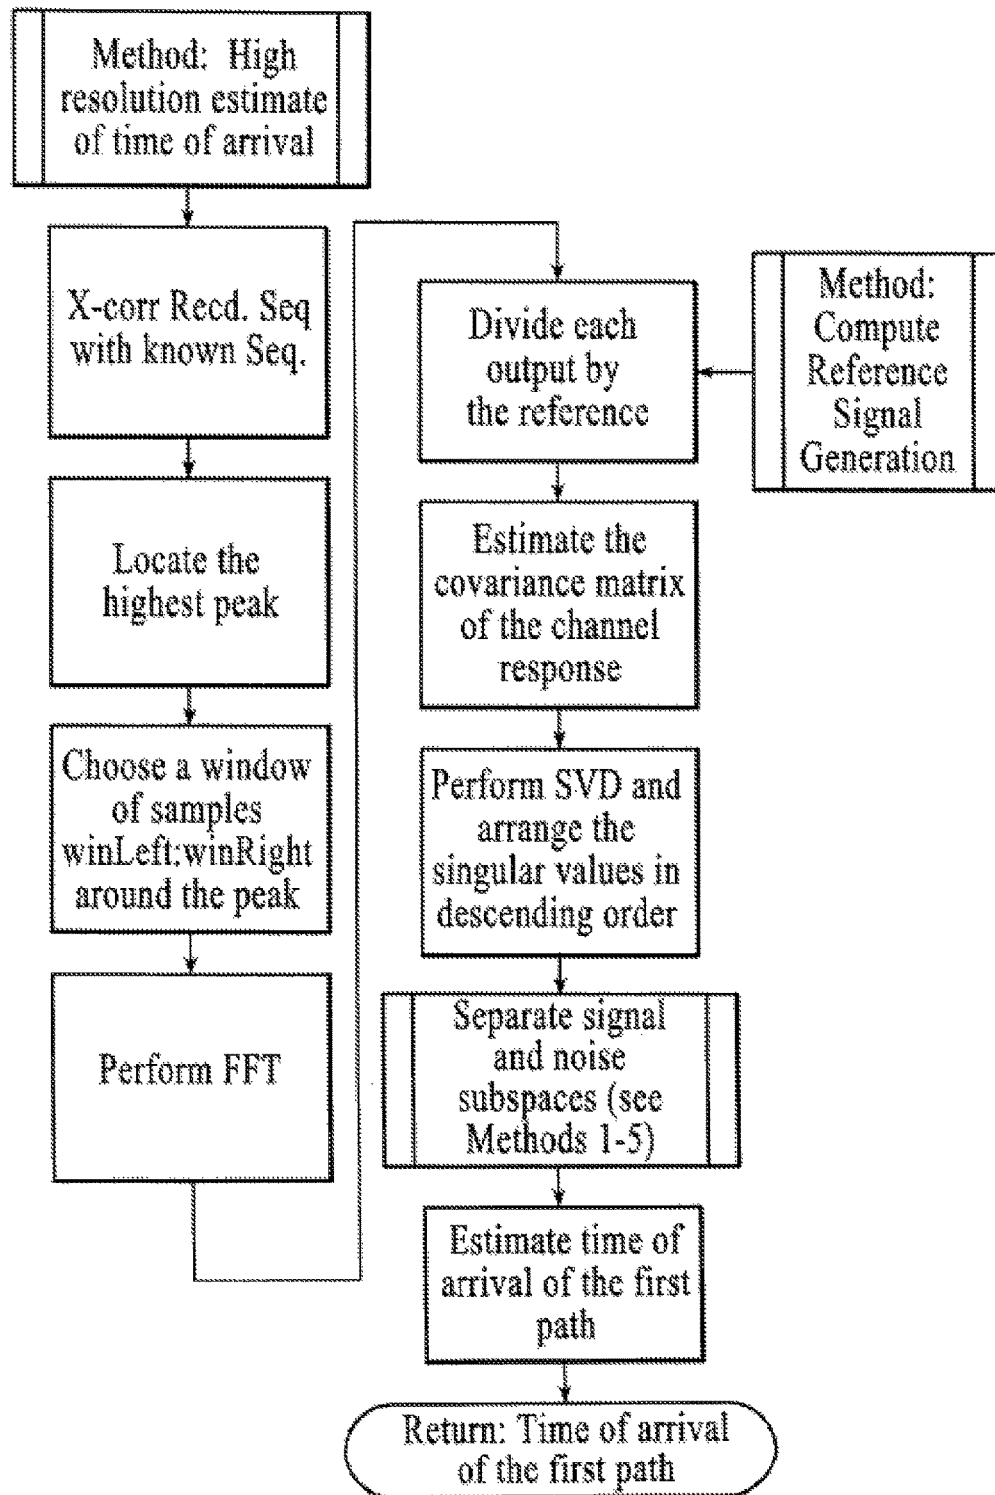 Method: High
resolution estimate
of time of arrival
X-corr Recd. Seq
with known Seq.
Locate the
highest peak
Choose a window
of samples
winLeft:winRight
around the peak
Perform FFT
Divide each
output by
the reference
Method:
Compute
Reference
Signal
Generation
Estimate the
covariance matrix
of the channel
response
Perform SVD and
arrange the
singular values in
descending order
Separate signal
and noise
subspaces (see
Methods 1-5)
Estimate time of
arrival of the first
path
Return: Time of arrival
of the first path